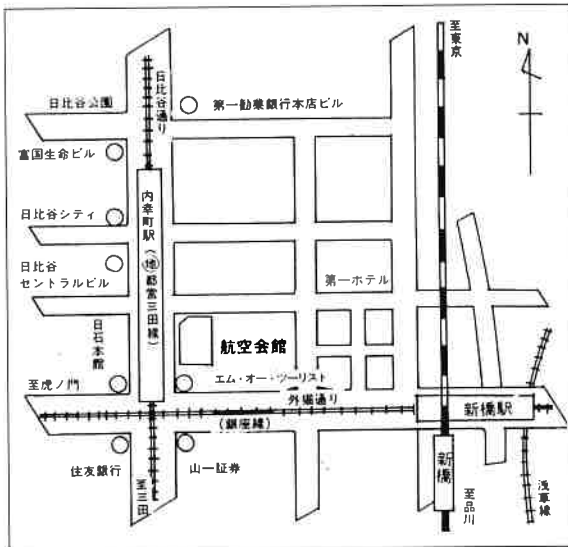 至東京
N
日比谷通り
日比谷公園
第一勧業銀行本店ビル
富国生命ビル
日比谷シティ
内幸町駅(地都営三田線)
日比谷
セントラルビル
第一ホテル
日石本館
航空会館
至虎ノ門
エム・オー・ツーリスト
外堀通り
新橋駅
(銀座線)
新橋
住友銀行
山一証券
至三田
至品川
浅草線